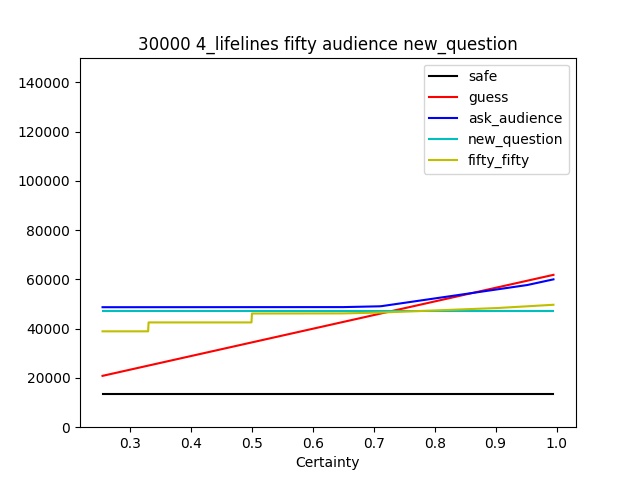 30000 4_lifelines fifty audience new_question
140000
120000
100000
80000
60000
40000
20000
0
safe
guess
ask_audience
new_question
fifty_fifty
0.3 0.4 0.5 0.6 0.7 0.8 0.9 1.0
Certainty